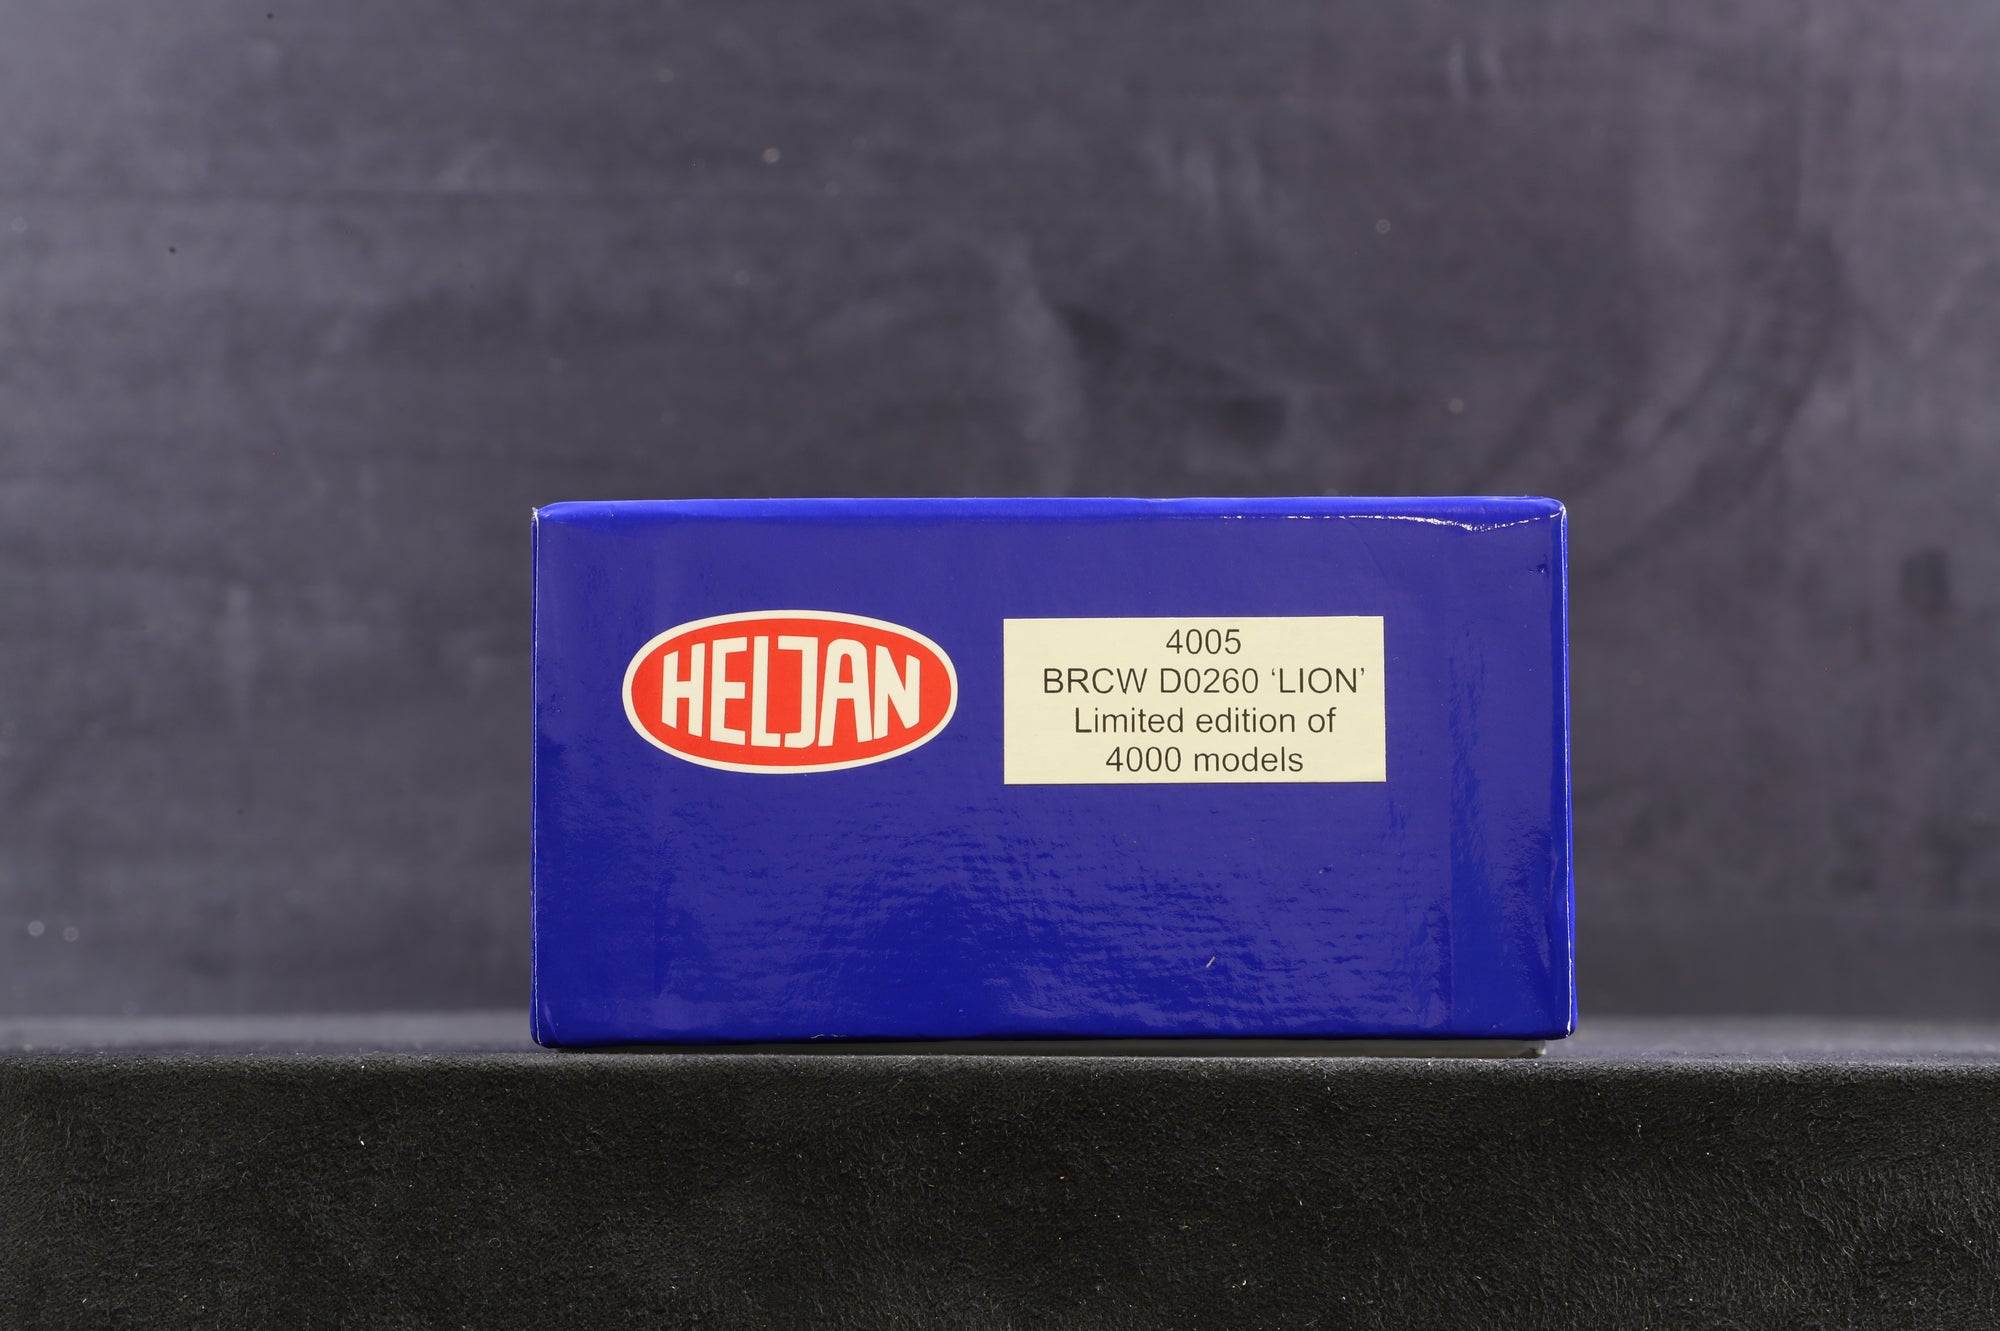 HELJAN
4005
BRCW D0260 ‘LION’
Limited edition of
4000 models